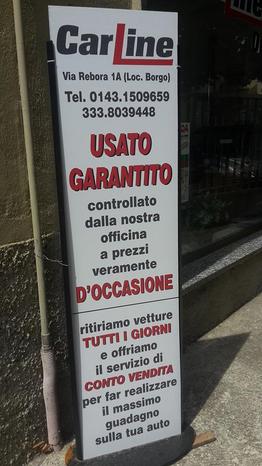 CarLine
Via Rebora 1A (Loc. Borgo)
Tel. 0143.1509659
333.8039448
USATO
GARANTITO
controllato
dalla nostra
officina
a prezzi
veramente
D'OCCASIONE
ritiriamo vetture
TUTTI I GIORNI
e offriamo
il servizio di
CONTO VENDITA
per far realizzare
il massimo
guadagno
sulla tua auto